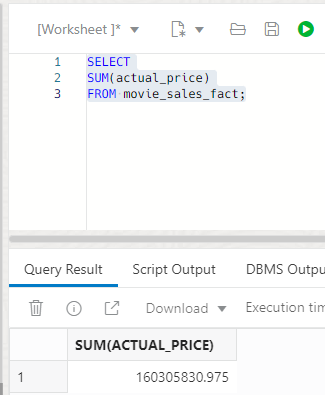 [Worksheet ]*
1 SELECT
2 SUM(actual_price)
3 FROM movie_sales_fact;
Query Result Script Output DBMS Outpu
Download Execution tim
SUM(ACTUAL_PRICE)
1 160305830.975